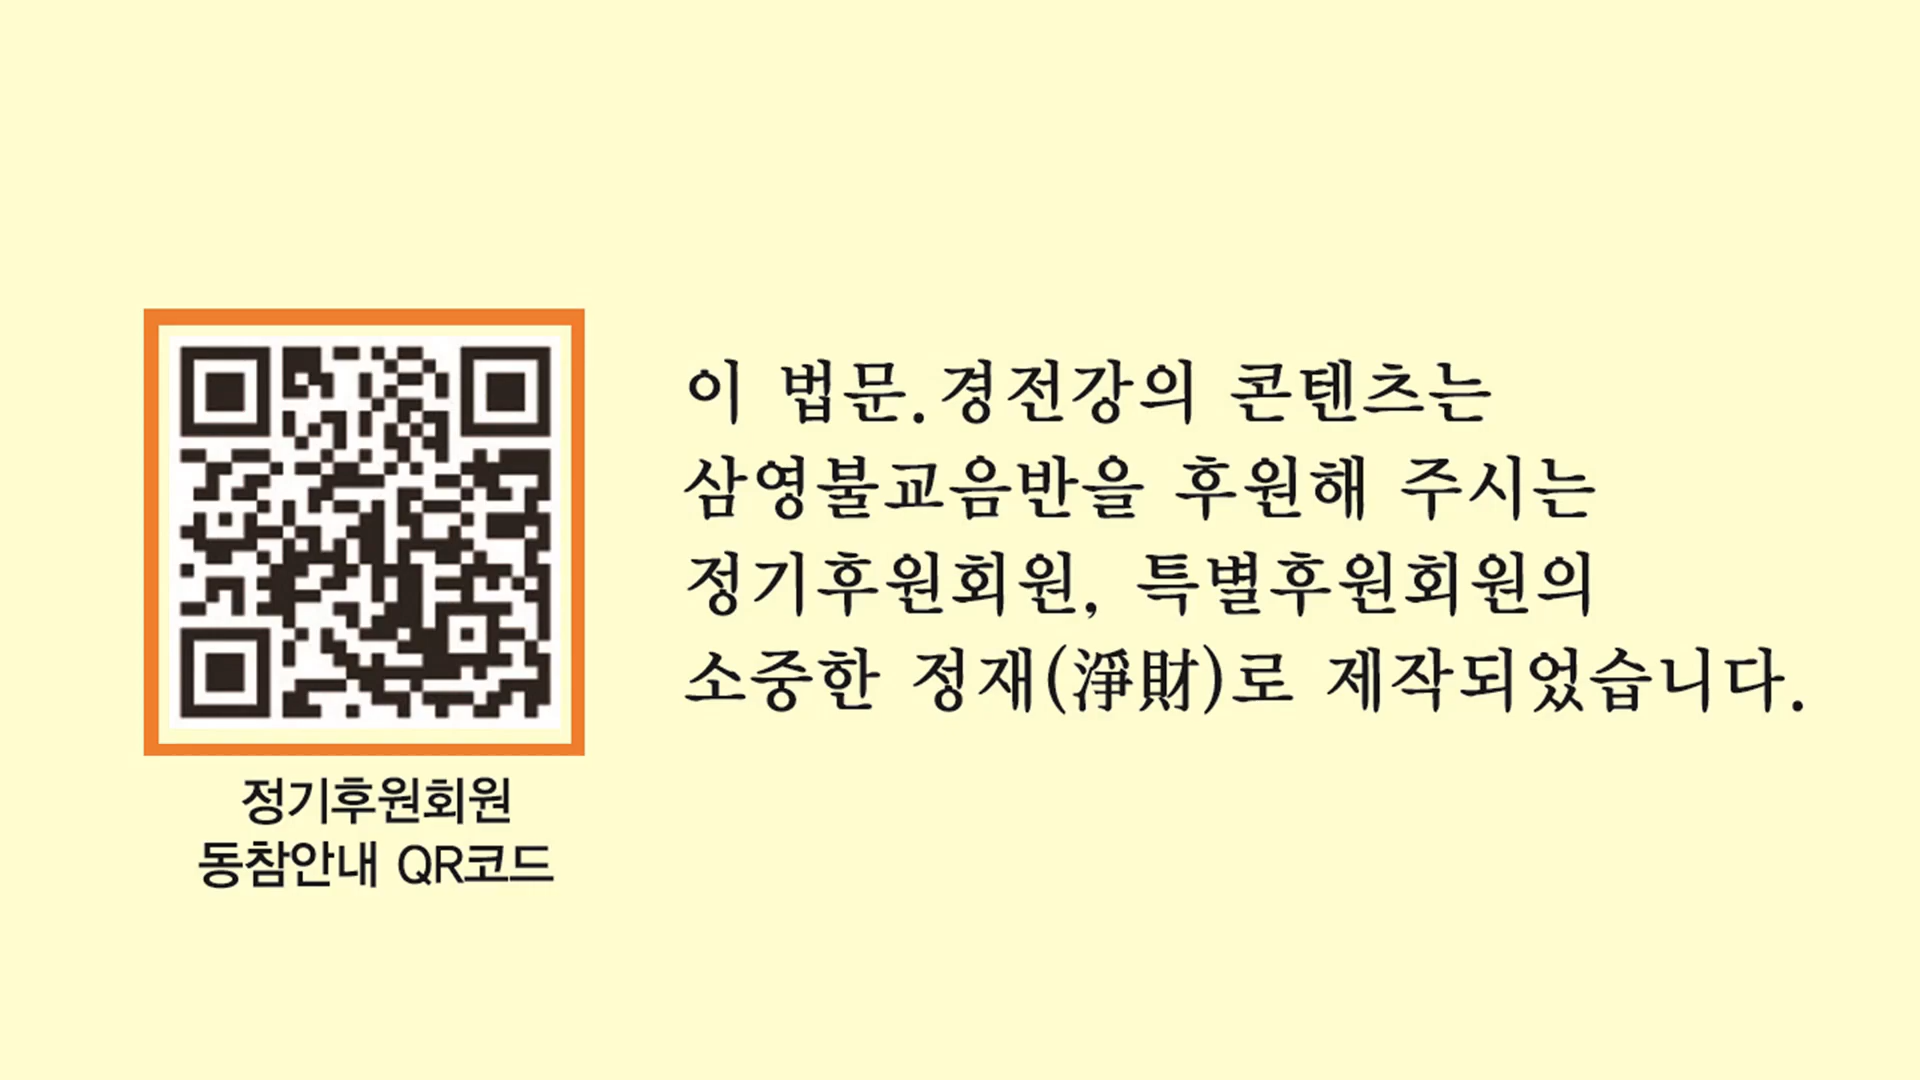 이 법문.경전강의 콘텐츠는
삼영불교음반을 후원해 주시는
정기후원회원, 특별후원회원의
소중한 정재(淨財)로 제작되었습니다.
정기후원회원
동참안내 QR코드